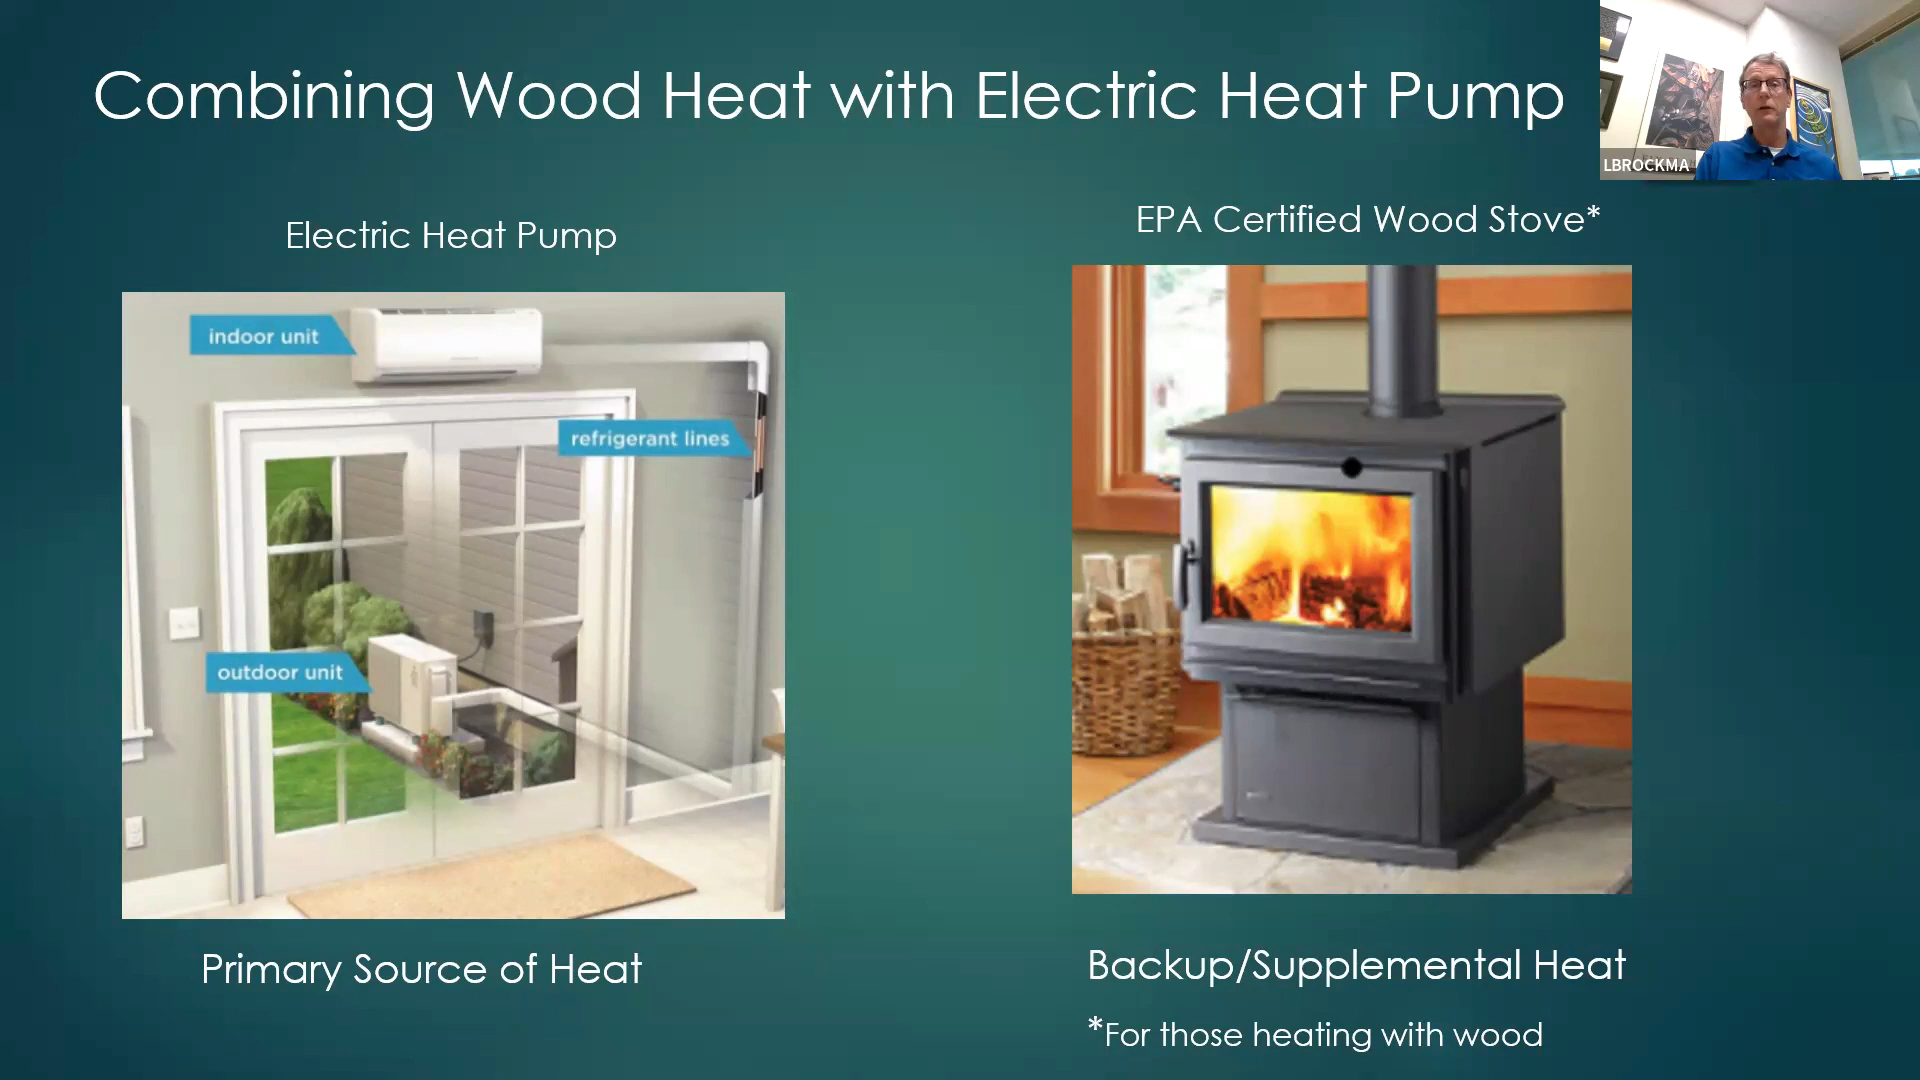 Combining Wood Heat with Electric Heat Pump
LBROCKMA
Electric Heat Pump
EPA Certified Wood Stove*
indoor unit
refrigerant lines
outdoor unit
Primary Source of Heat
Backup/Supplemental Heat
*For those heating with wood